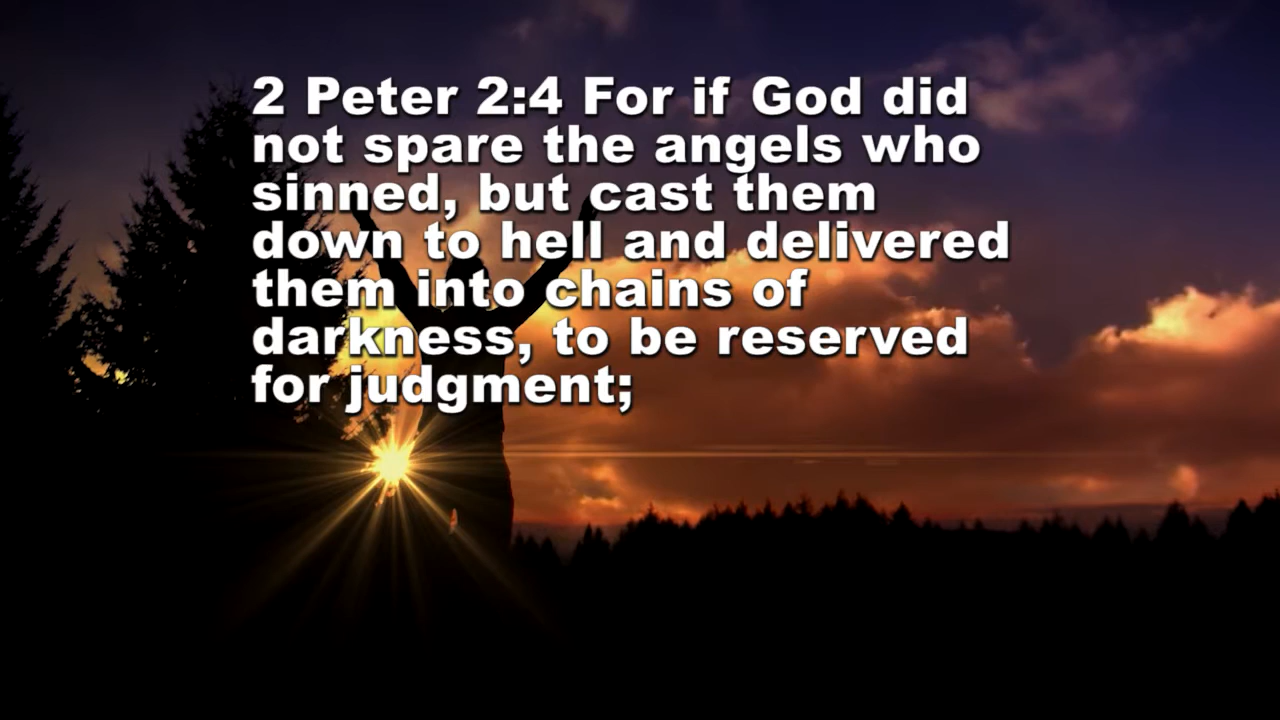 2 Peter 2:4 For if God did
not spare the angels who
sinned, but cast them
down to hell and delivered
them into chains of
darkness, to be reserved
for judgment;